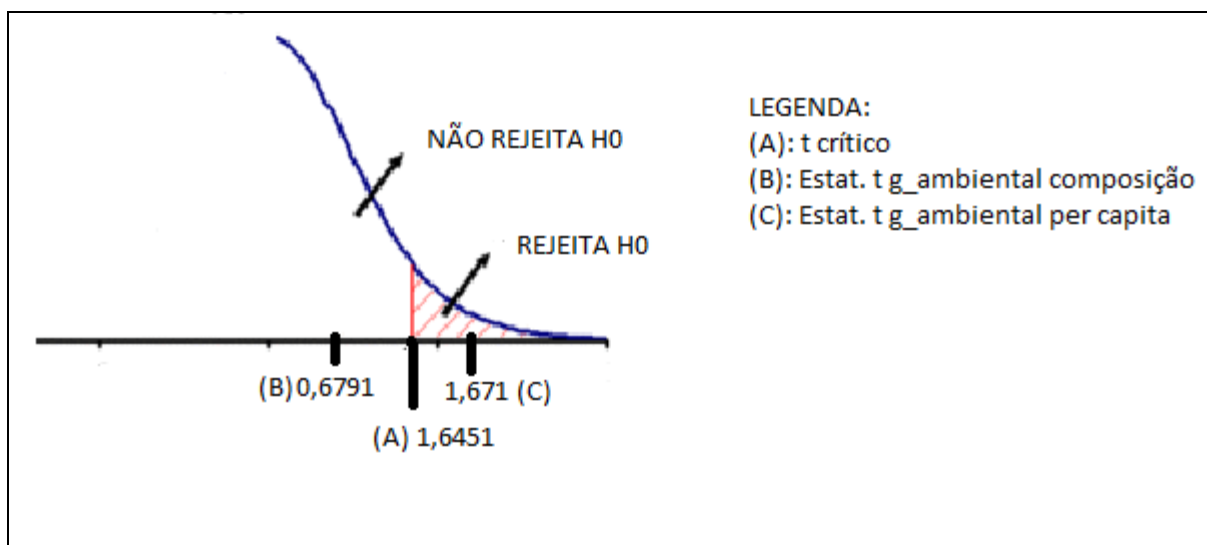 NÃO REJEITA H0
REJEITA H0
(B) 0,6791
1,671 (C)
(A) 1,6451
LEGENDA:
(A): t crítico
(B): Estat. t g_ambiental composição
(C): Estat. t g_ambiental per capita